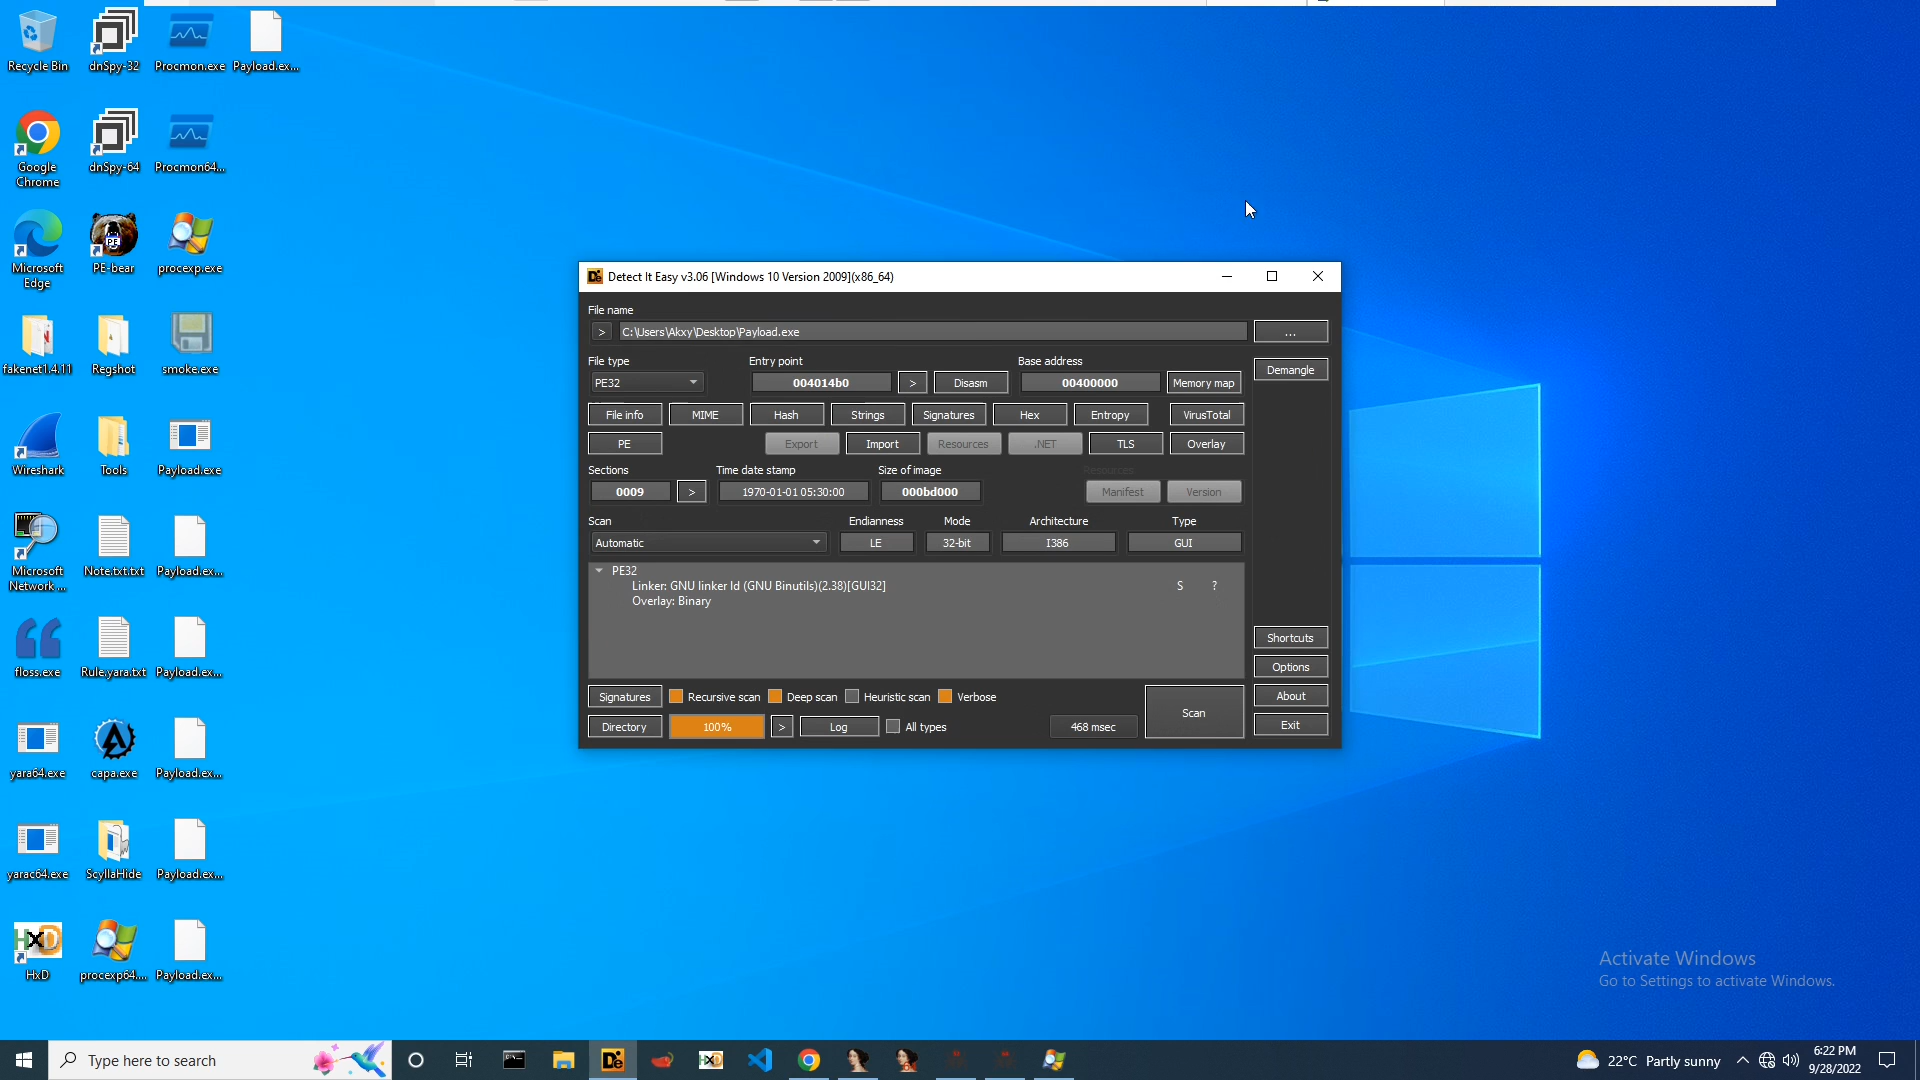 Recycle Bin
dnSpy-32
Procmon.exe
Payload.ex...
Google
Chrome
dnSpy-64
Procmon64...
Microsoft
Edge
PE
PE-bear
procexp.exe
fakenet1.4.11
Regshot
smoke.exe
Wireshark
Tools
Payload.exe
Microsoft
Network ...
Note.txt.txt
Payload.ex...
floss.exe
Rule.yara.txt
Payload.ex...
yara64.exe
capa.exe
Payload.ex...
yarac64.exe
ScyllaHide
Payload.ex...
HxD
HxD
procexp64....
Payload.ex...
Detect It Easy v3.06 [Windows 10 Version 2009](x86_64)
File name
> C:\Users\Akxy\Desktop\Payload.exe ...
File type Entry point Base address
PE32 004014b0 > Disasm 00400000 Memory map Demangle
File info MIME Hash Strings Signatures Hex Entropy VirusTotal
PE Export Import Resources .NET TLS Overlay
Sections Time date stamp Size of image Resources
0009 > 1970-01-01 05:30:00 000bd000 Manifest Version
Scan Endianness Mode Architecture Type
Automatic LE 32-bit I386 GUI
PE32
Linker: GNU linker ld (GNU Binutils)(2.38)[GUI32] S ?
Overlay: Binary
Shortcuts
Options
Signatures Recursive scan Deep scan Heuristic scan Verbose Scan About
Directory 100% > Log All types 468 msec Exit
Activate Windows
Go to Settings to activate Windows.
Type here to search
22°C Partly sunny
6:22 PM
9/28/2022